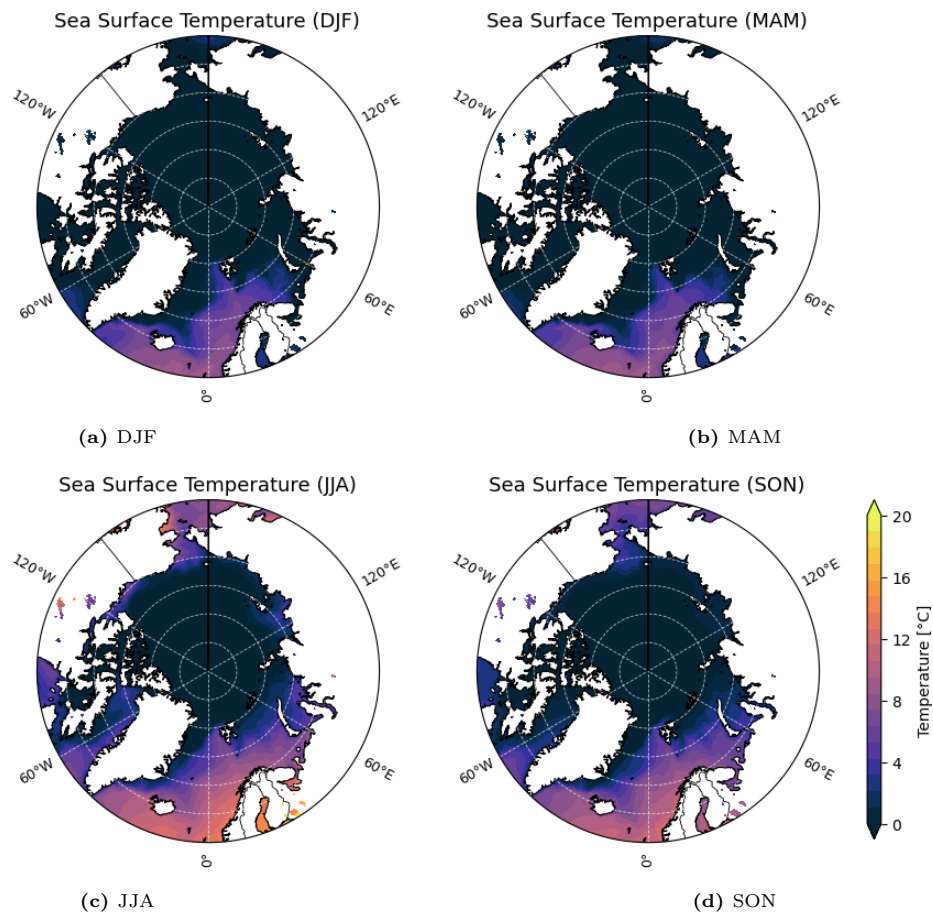 Sea Surface Temperature (DJF)
120°W
120°E
60°W
60°E
0°
(a) DJF
Sea Surface Temperature (MAM)
120°W
120°E
60°W
60°E
0°
(b) MAM
Sea Surface Temperature (JJA)
120°W
120°E
60°W
60°E
0°
(c) JJA
Sea Surface Temperature (SON)
120°W
120°E
60°W
60°E
0°
(d) SON
20
16
12
8
4
0
Temperature [°C]